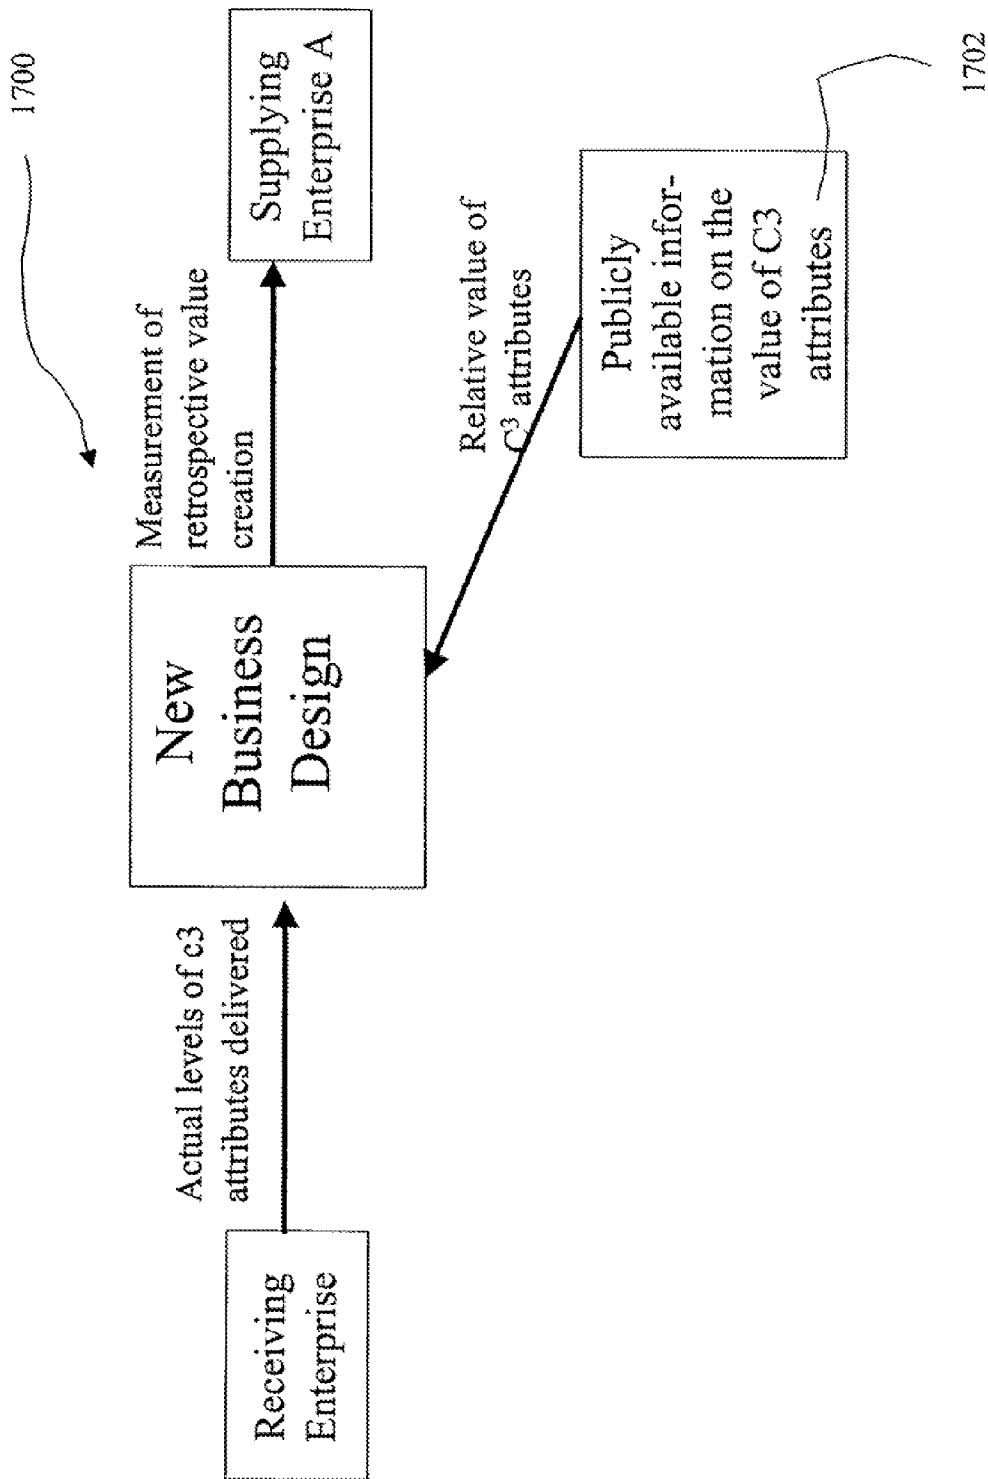 1700
Receiving
Enterprise
Actual levels of c3
attributes delivered
New
Business
Design
Measurement of
retrospective value
creation
Supplying
Enterprise A
Relative value of
C³ attributes
Publicly
available infor-
mation on the
value of C3
attributes
1702